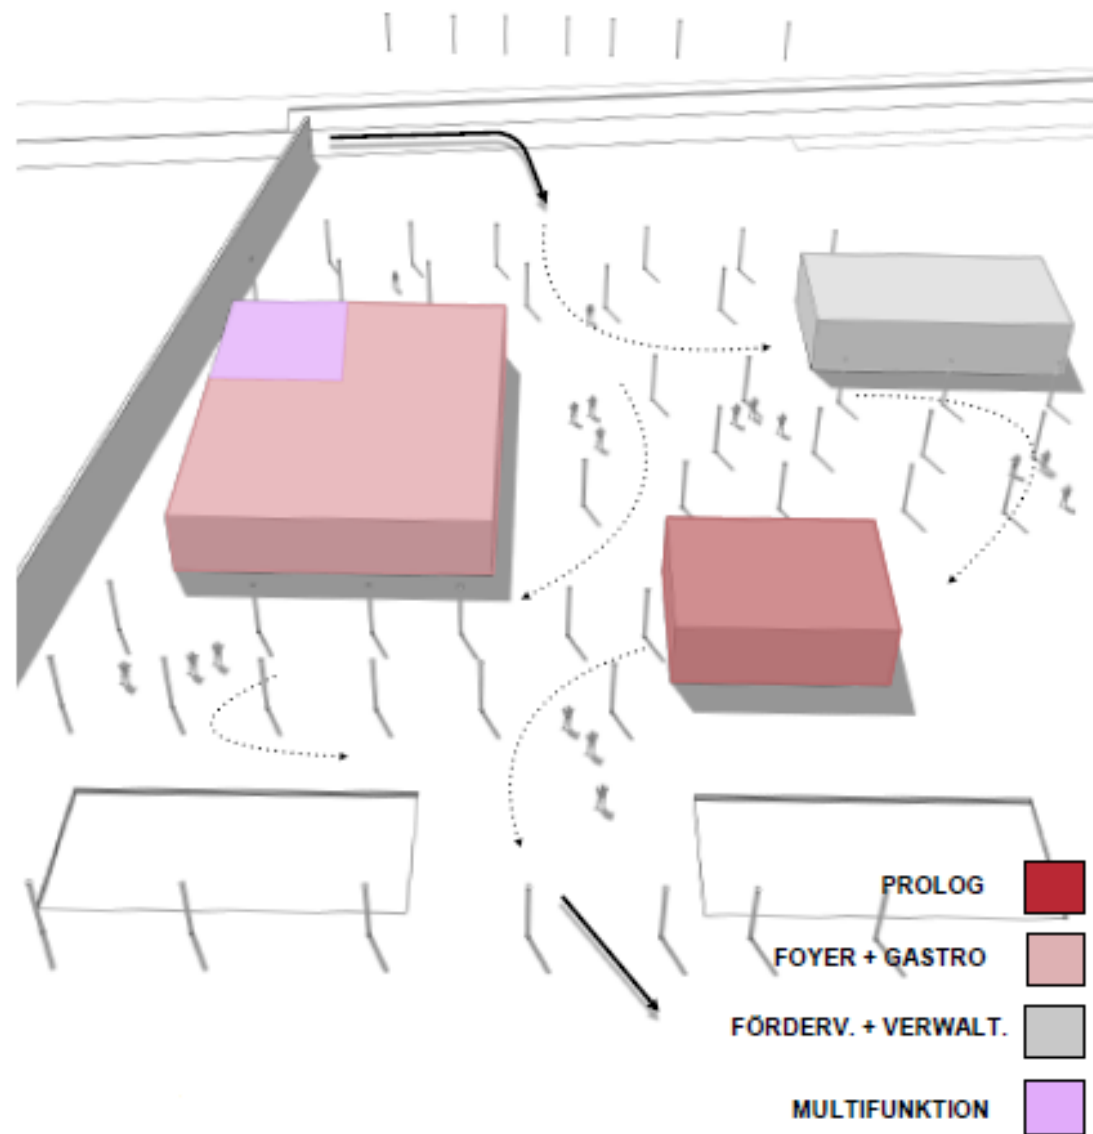 PROLOG
FOYER + GASTRO
FÖRDERV. + VERWALT.
MULTIFUNKTION